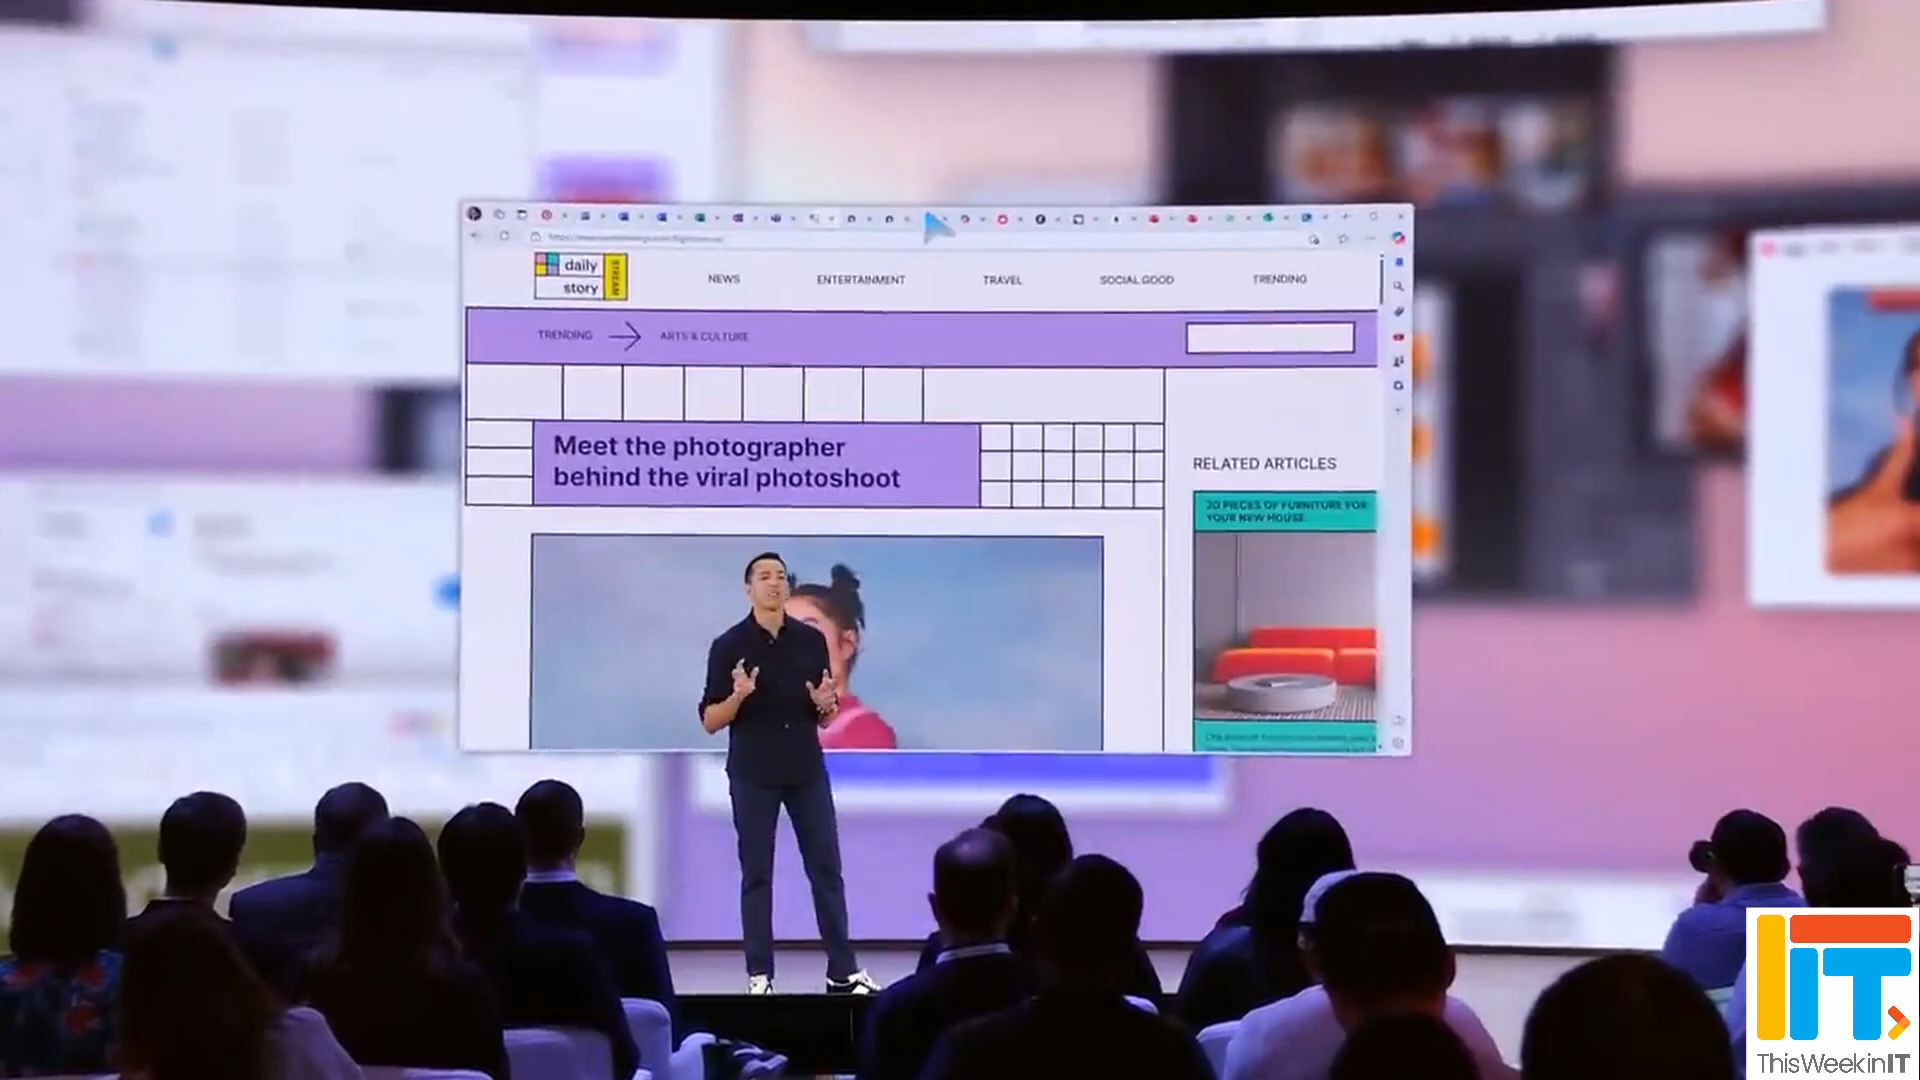 daily
story
STREAM
NEWS
ENTERTAINMENT
TRAVEL
SOCIAL GOOD
TRENDING
TRENDING
ARTS & CULTURE
Meet the photographer
behind the viral photoshoot
RELATED ARTICLES
20 PIECES OF FURNITURE FOR
YOUR NEW HOUSE
IT
ThisWeekinIT